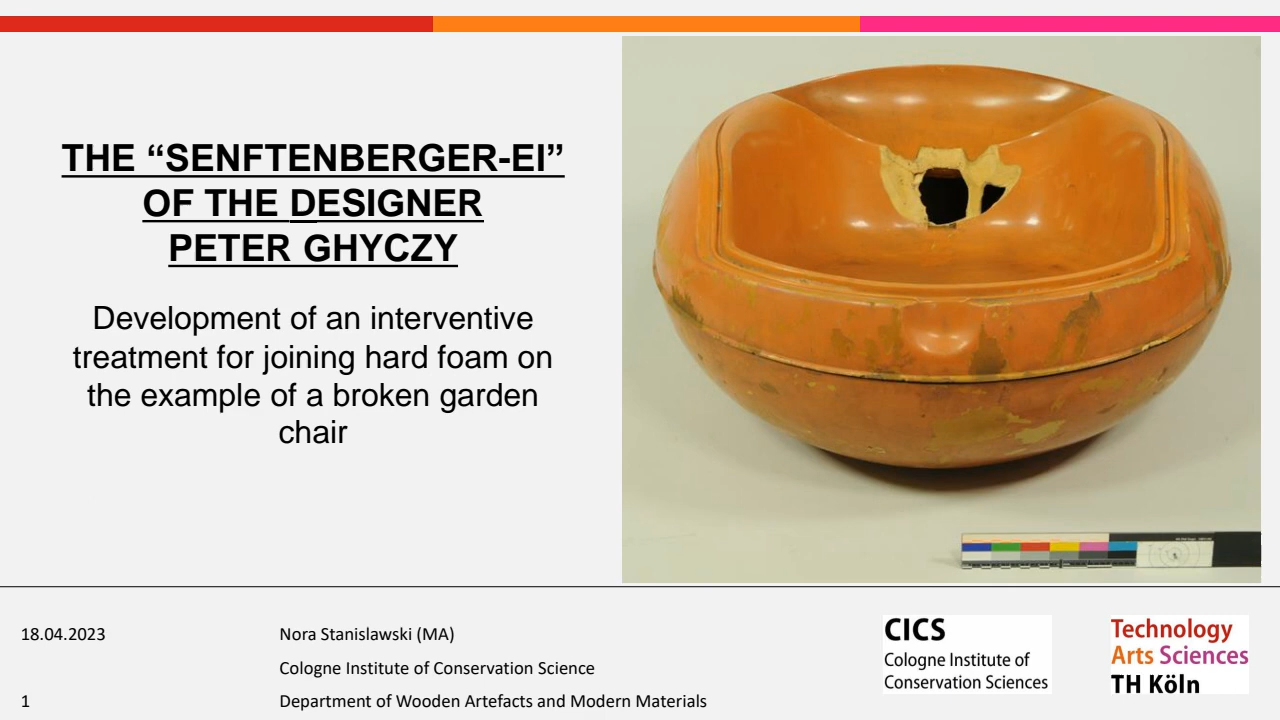 THE “SENFTENBERGER-EI”
OF THE DESIGNER
PETER GHYCZY
Development of an interventive
treatment for joining hard foam on
the example of a broken garden
chair
18.04.2023
Nora Stanislawski (MA)
Cologne Institute of Conservation Science
1
Department of Wooden Artefacts and Modern Materials
CICS
Cologne Institute of
Conservation Sciences
Technology
Arts Sciences
TH Köln